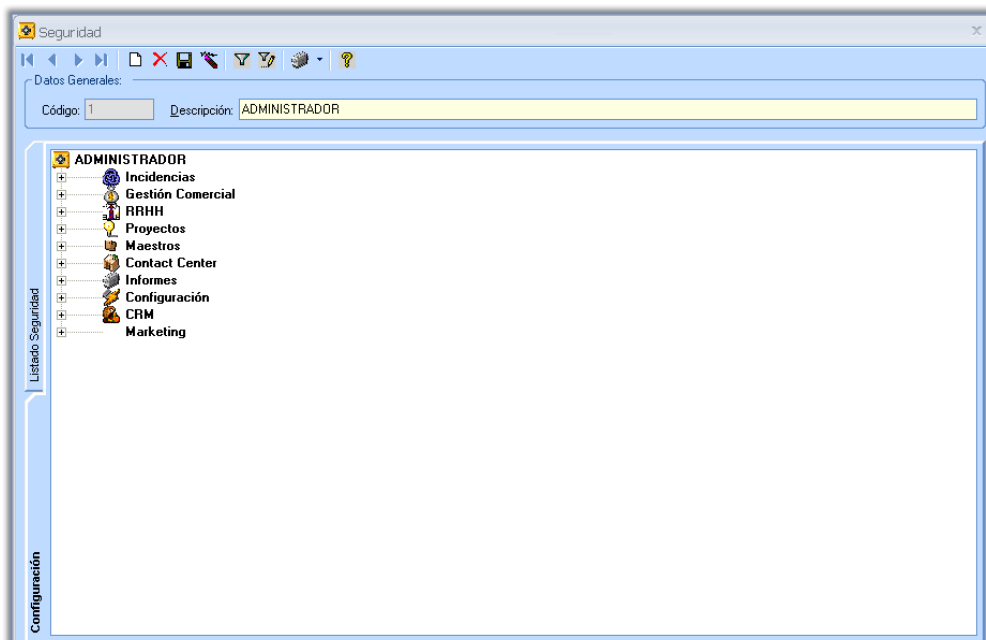 Seguridad
Datos Generales:
Código: 1 Descripción: ADMINISTRADOR
ADMINISTRADOR
Incidencias
Gestión Comercial
RRHH
Proyectos
Maestros
Contact Center
Informes
Configuración
CRM
Marketing
Listado Seguridad
Configuración